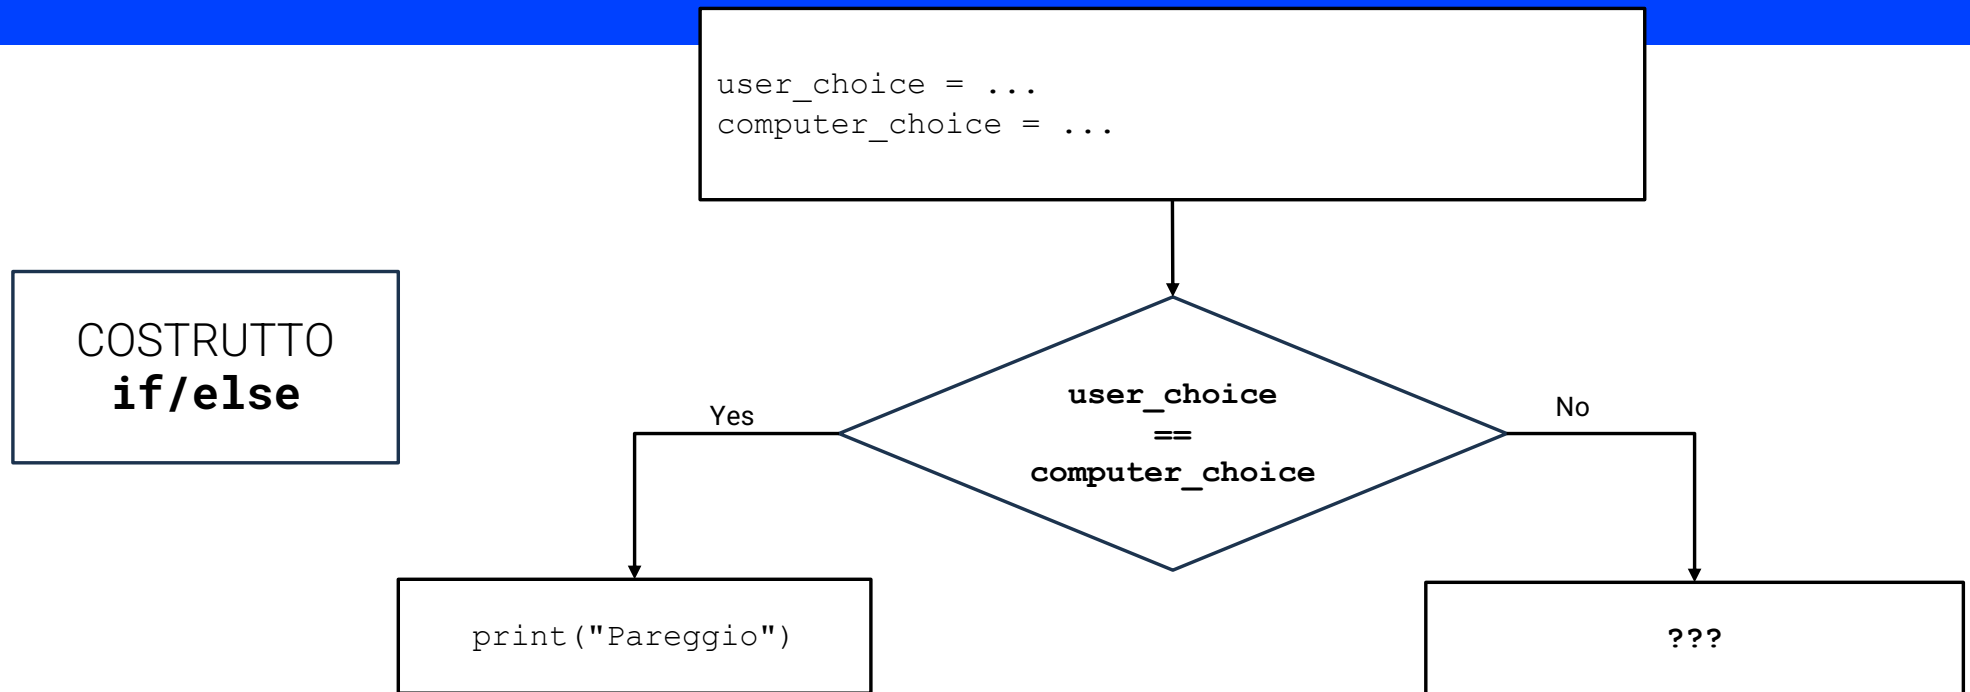 user_choice = ...
computer_choice = ...
COSTRUTTO
if/else
user_choice
==
computer_choice
Yes
No
print("Pareggio")
???